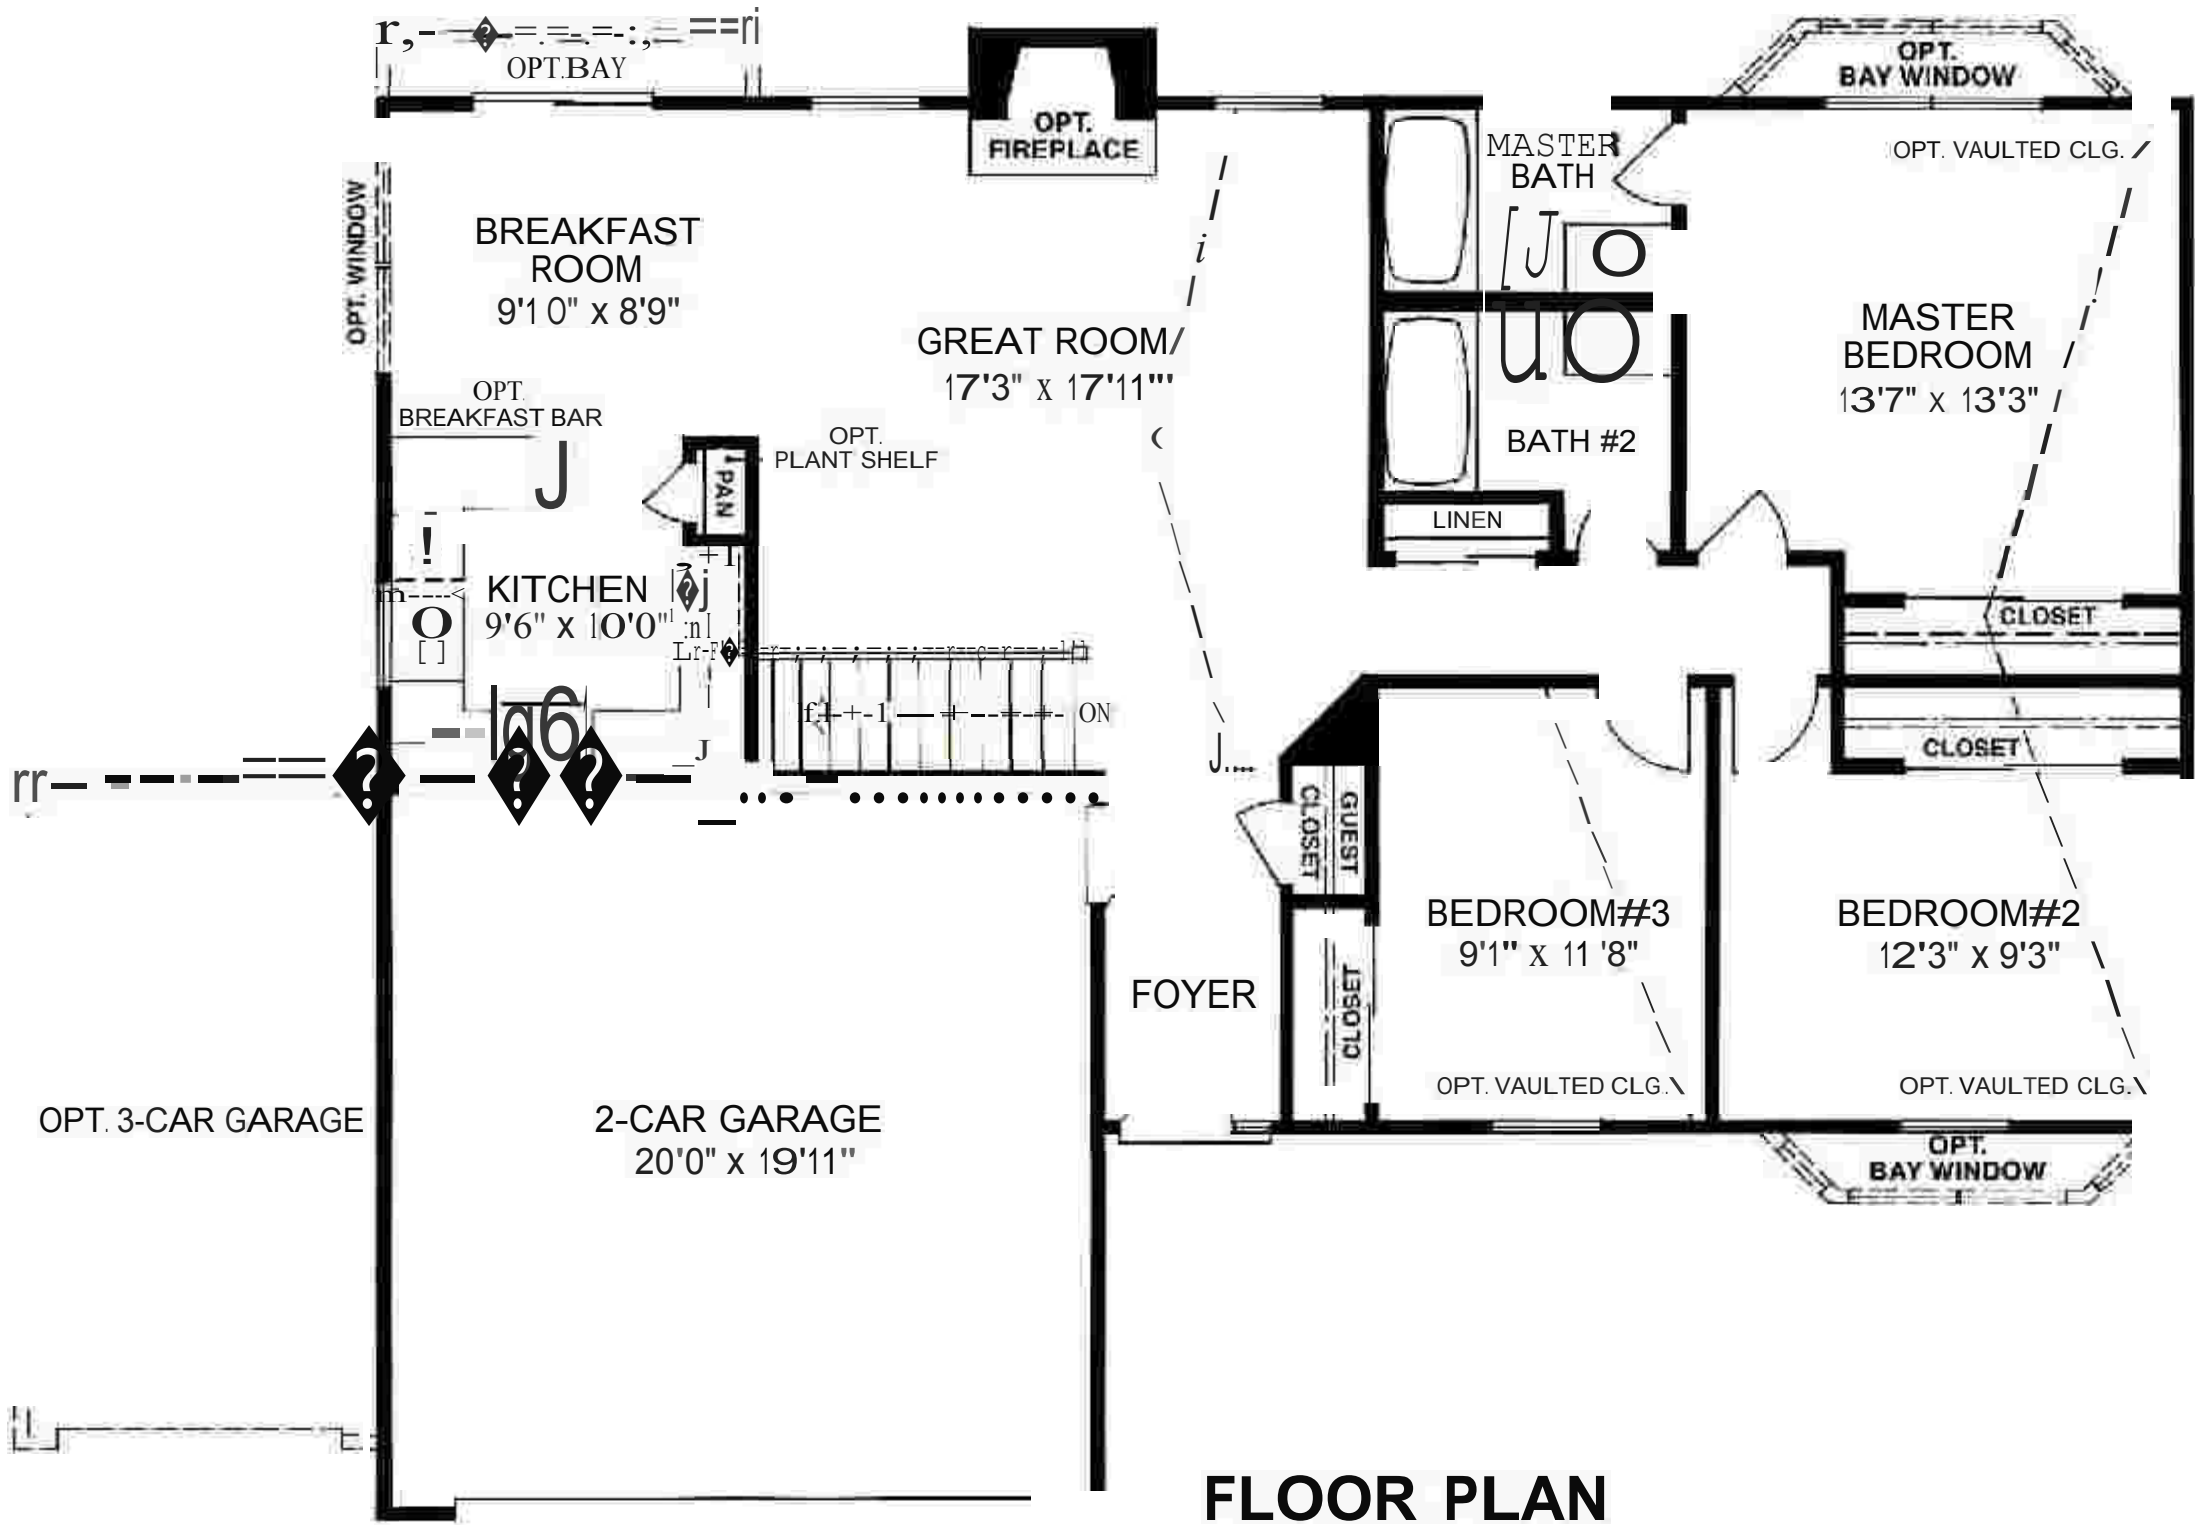 OPT.BAY
OPT.
BAY WINDOW
OPT.
FIREPLACE
MASTER
BATH
OPT. VAULTED CLG.
OPT. WINDOW
BREAKFAST
ROOM
9'10" x 8'9"
GREAT ROOM
17'3" x 17'11"
MASTER
BEDROOM
13'7" x 13'3"
OPT.
BREAKFAST BAR
OPT.
PLANT SHELF
PAN
BATH #2
LINEN
KITCHEN
9'6" x 10'0"
CLOSET
CLOSET
ON
GUEST
CLOSET
BEDROOM#3
9'1" x 11'8"
BEDROOM#2
12'3" x 9'3"
FOYER
CLOSET
OPT. VAULTED CLG.
OPT. VAULTED CLG.
OPT. 3-CAR GARAGE
2-CAR GARAGE
20'0" x 19'11"
OPT.
BAY WINDOW
FLOOR PLAN